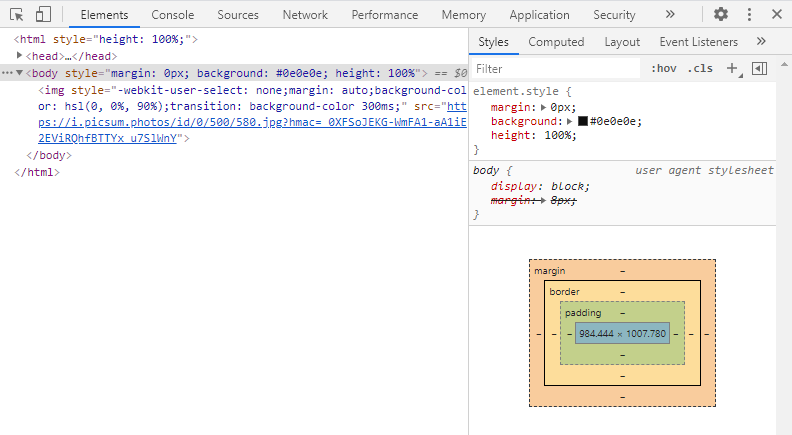 Elements Console Sources Network Performance Memory Application Security »
<html style="height: 100%;">
<head>…</head>
<body style="margin: 0px; background: #0e0e0e; height: 100%"> == $0
<img style="-webkit-user-select: none;margin: auto;background-col
or: hsl(0, 0%, 90%);transition: background-color 300ms;" src="htt
ps://i.picsum.photos/id/0/500/580.jpg?hmac=_0XFSoJEKG-WmFA1-aA1iE
2EViRQhfBTTYx_u7SlWnY">
</body>
</html>
Styles Computed Layout Event Listeners »
Filter :hov .cls +
element.style {
margin: 0px;
background: #0e0e0e;
height: 100%;
}
body { user agent stylesheet
display: block;
margin: 8px;
}
margin –
border –
padding –
– – – 984.444 × 1007.780 – – –
–
–
–